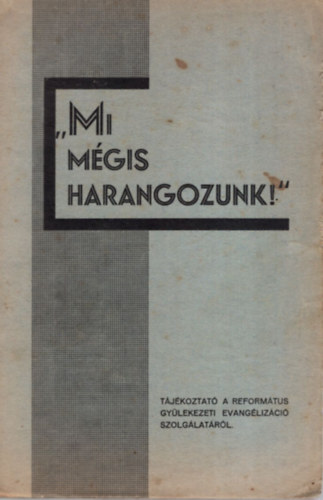 „Mi
MÉGIS
HARANGOZUNK!"
TÁJÉKOZTATÓ A REFORMÁTUS
GYÜLEKEZETI EVANGÉLIZÁCIÓ
SZOLGÁLATÁRÓL.